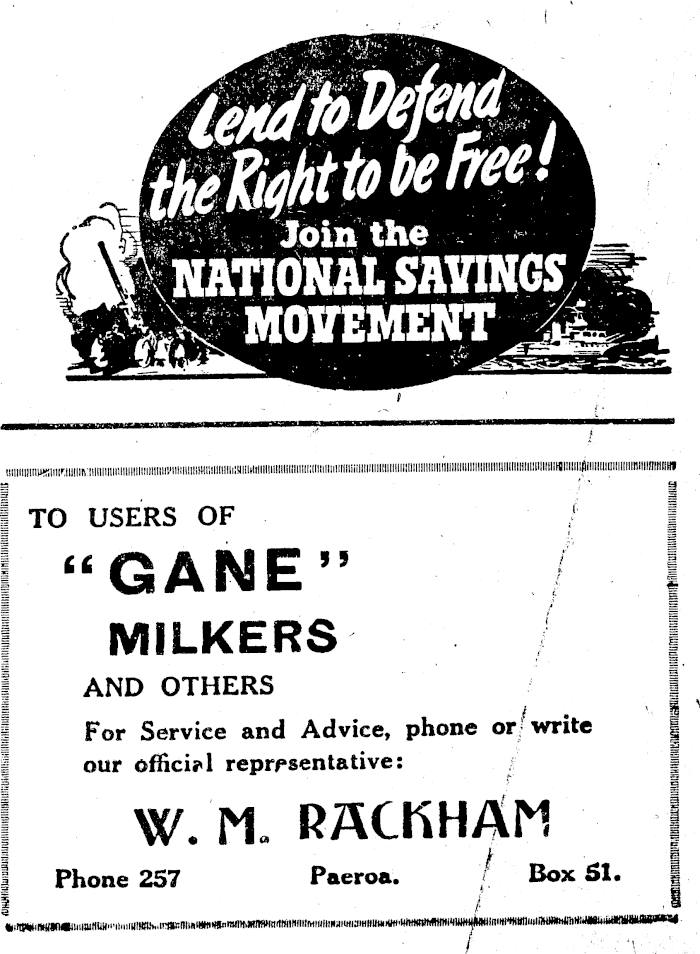 Lend to Defend
the Right to be Free!
Join the
NATIONAL SAVINGS
MOVEMENT
TO USERS OF
"GANE"
MILKERS
AND OTHERS
For Service and Advice, phone or write
our official representative:
W. M. RACKHAM
Phone 257 Paeroa. Box 51.